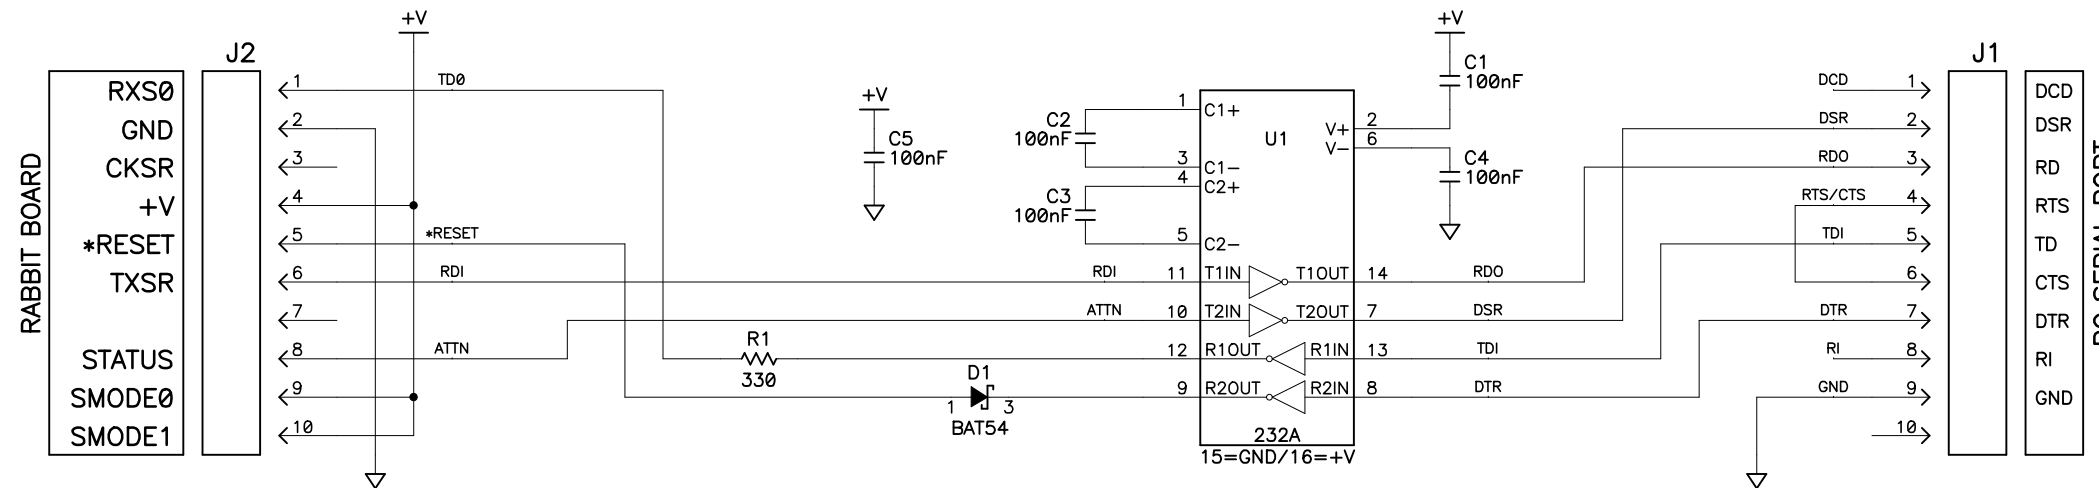 +V
+V
J2
J1
RABBIT BOARD
RXS0
GND
CKSR
+V
*RESET
TXSR
STATUS
SMODE0
SMODE1
1
2
3
4
5
6
7
8
9
10
TD0
*RESET
RDI
ATTN
R1
330
D1
1 3
BAT54
+V
C5
100nF
C2
100nF
C3
100nF
C1
100nF
C4
100nF
RDI
ATTN
U1
1 C1+
3 C1-
4 C2+
5 C2-
V+ 2
V- 6
11 T1IN T1OUT 14
10 T2IN T2OUT 7
12 R1OUT R1IN 13
9 R2OUT R2IN 8
232A
15=GND/16=+V
RDO
DSR
TDI
DTR
DCD 1 DCD
DSR 2 DSR
RDO 3 RD
RTS/CTS 4 RTS
TDI 5 TD
6 CTS
DTR 7 DTR
RI 8 RI
GND 9 GND
10
PC SERIAL PORT